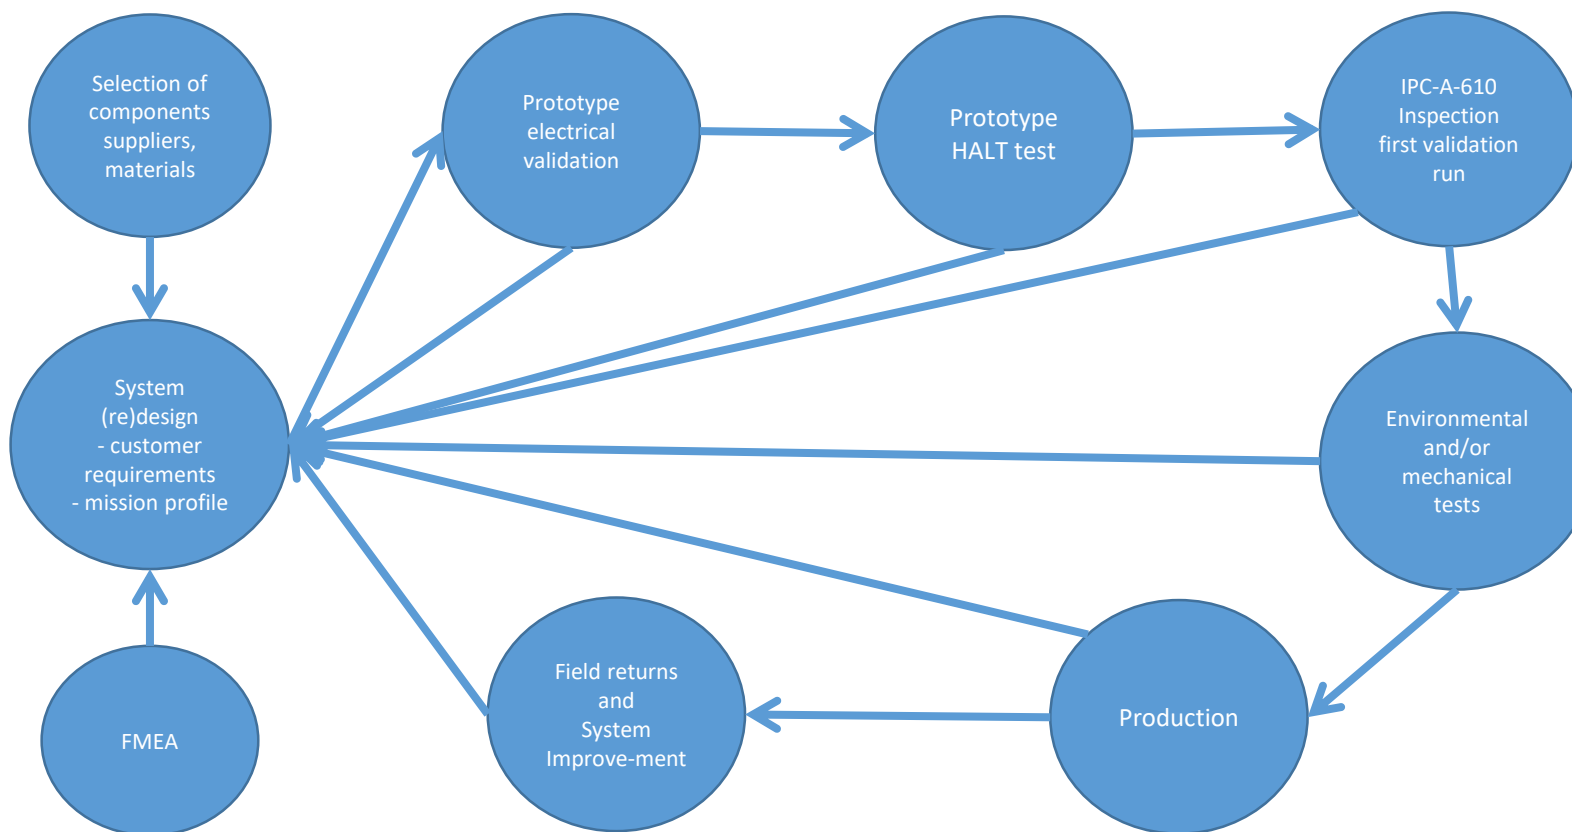 Selection of
components
suppliers,
materials
Prototype
electrical
validation
Prototype
HALT test
IPC-A-610
Inspection
first validation
run
System
(re)design
- customer
requirements
- mission profile
Environmental
and/or
mechanical
tests
FMEA
Field returns
and
System
Improve-ment
Production